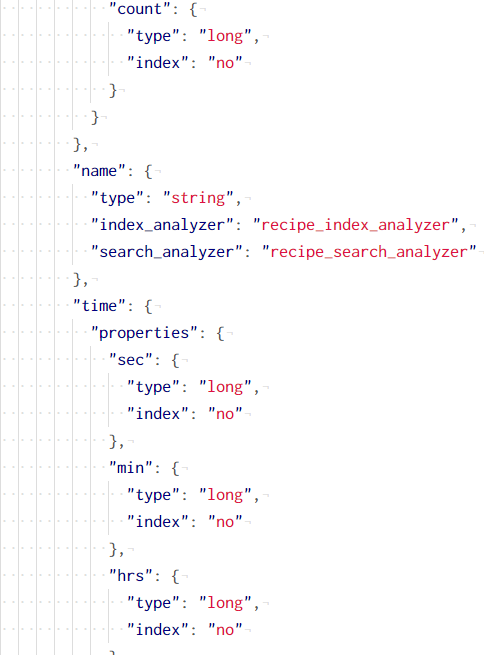 "count": {
"type": "long",
"index": "no"
}
}
},
"name": {
"type": "string",
"index_analyzer": "recipe_index_analyzer",
"search_analyzer": "recipe_search_analyzer"
},
"time": {
"properties": {
"sec": {
"type": "long",
"index": "no"
},
"min": {
"type": "long",
"index": "no"
},
"hrs": {
"type": "long",
"index": "no"
}